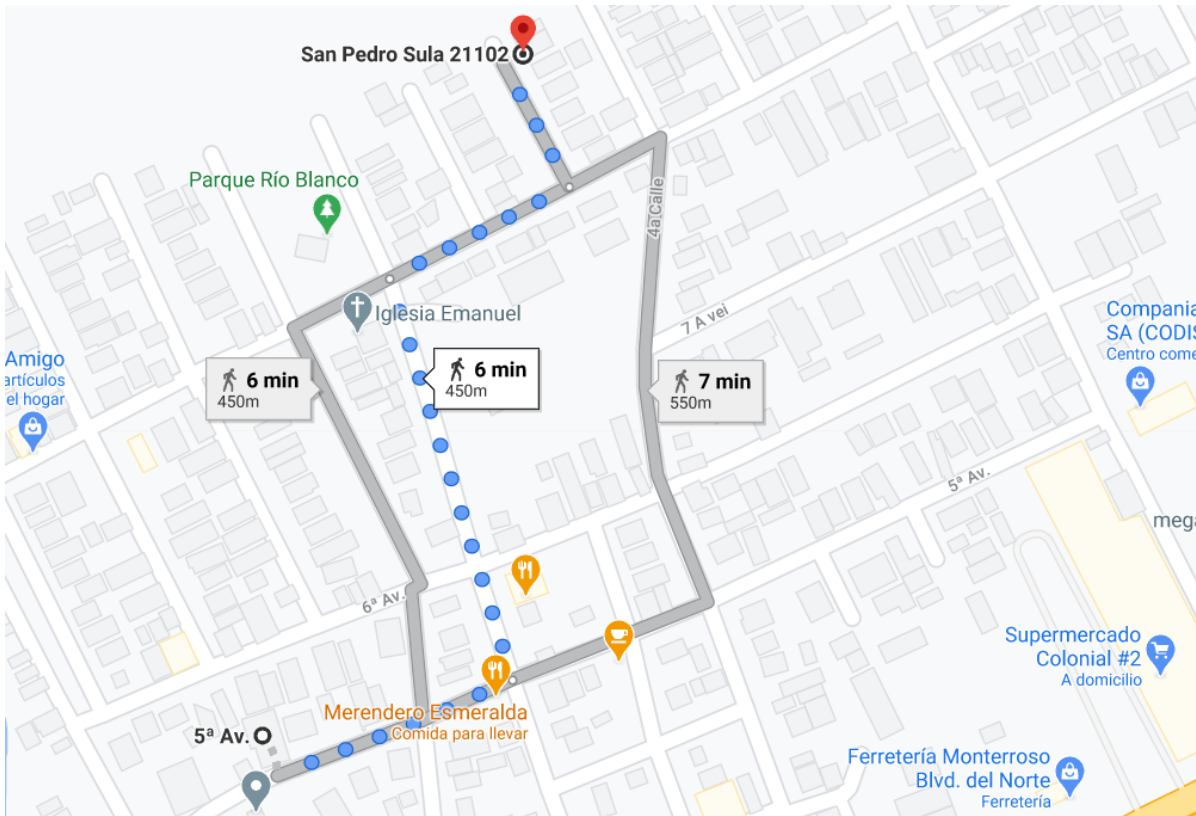 San Pedro Sula 21102
Parque Río Blanco
4a Calle
Iglesia Emanuel
7 A vei
Compania
SA (CODIS
Centro come
Amigo
artículos
el hogar
6 min
450m
6 min
450m
7 min
550m
5ª Av.
mega
6ª Av.
Supermercado
Colonial #2
A domicilio
Merendero Esmeralda
Comida para llevar
5ª Av.
Ferretería Monterroso
Blvd. del Norte
Ferretería